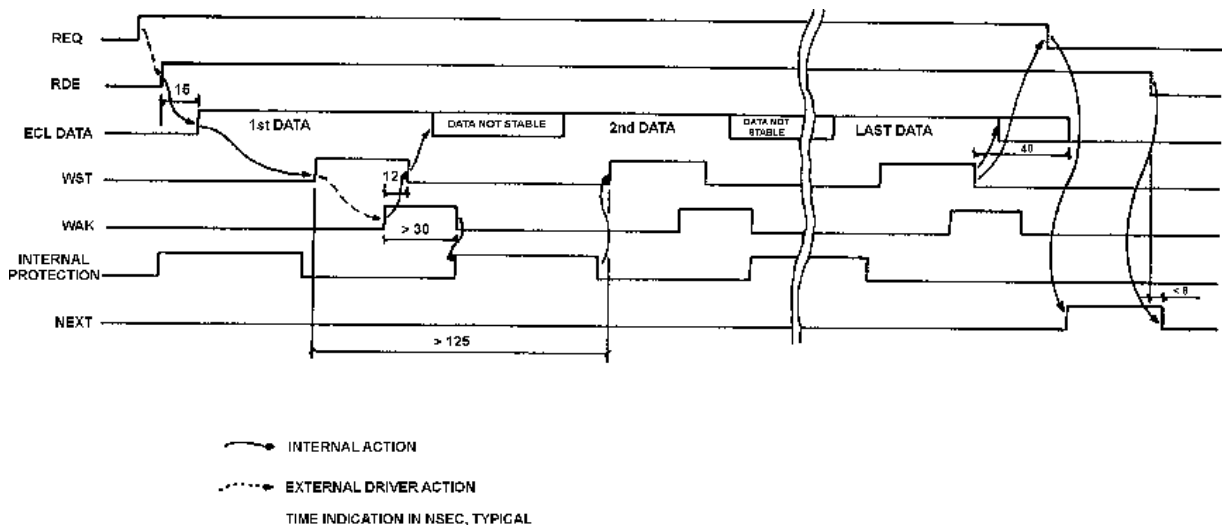 REQ
RDE
15
ECL DATA
1st DATA
DATA NOT STABLE
2nd DATA
DATA NOT
STABLE
LAST DATA
40
WST
12
WAK
> 30
INTERNAL
PROTECTION
< 8
NEXT
> 125
INTERNAL ACTION
EXTERNAL DRIVER ACTION
TIME INDICATION IN NSEC, TYPICAL